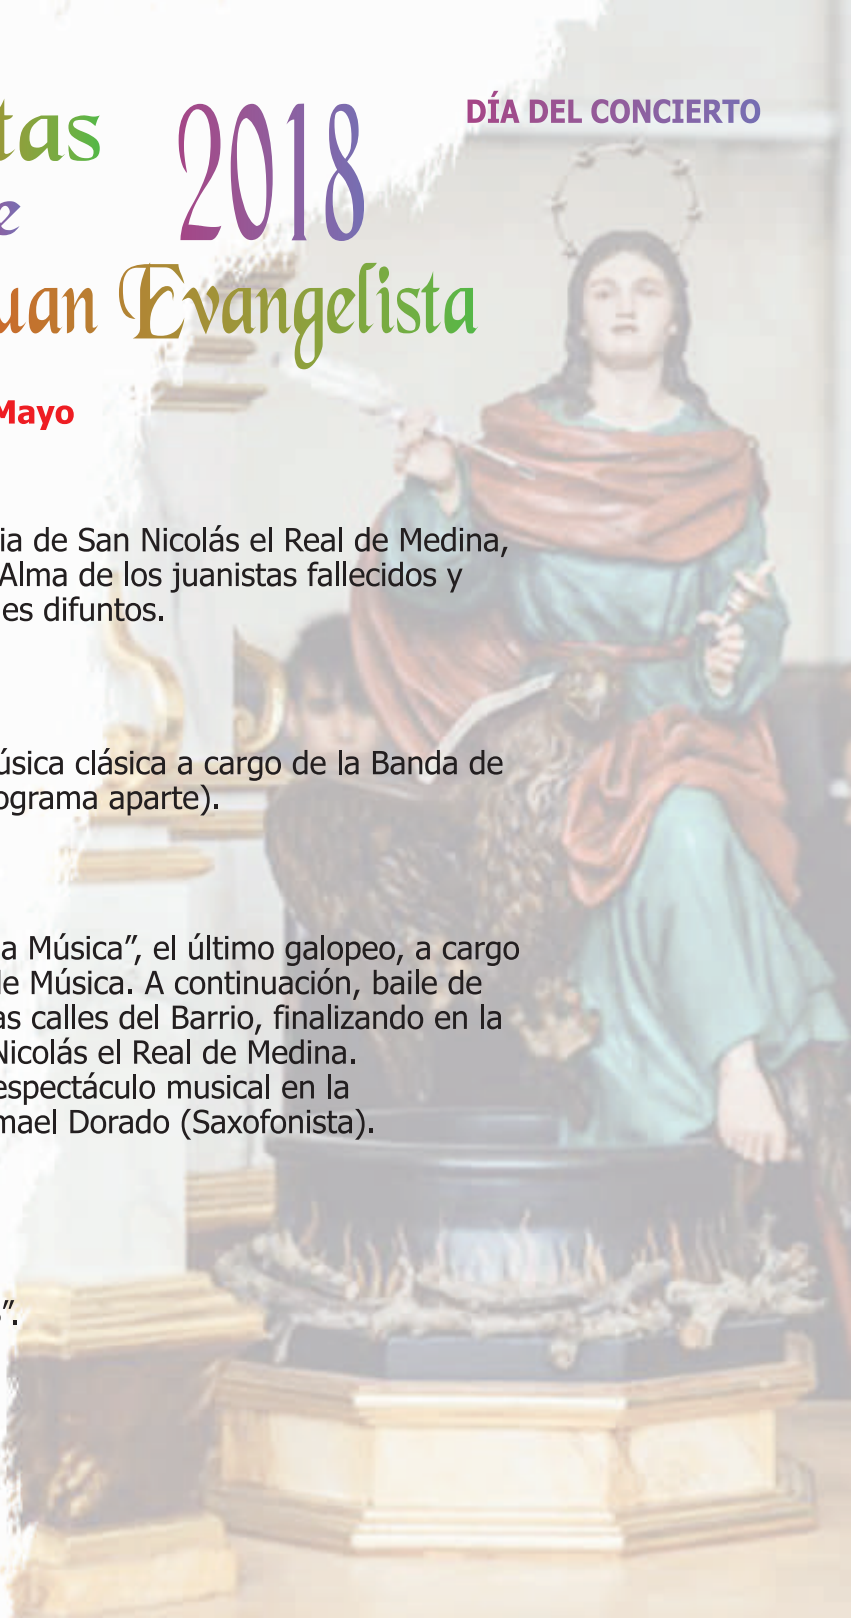 tas
2018
DÍA DEL CONCIERTO
e
uan Evangelista
Mayo
ia de San Nicolás el Real de Medina,
Alma de los juanistas fallecidos y
es difuntos.
úsica clásica a cargo de la Banda de
ograma aparte).
a Música”, el último galopeo, a cargo
de Música. A continuación, baile de
as calles del Barrio, finalizando en la
Nicolás el Real de Medina.
espectáculo musical en la
mael Dorado (Saxofonista).
”.